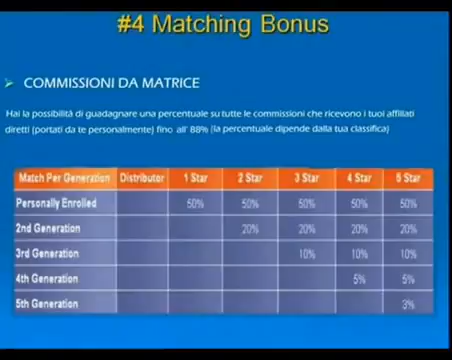 #4 Matching Bonus
COMMISSIONI DA MATRICE
Hai la possibilità di guadagnare una percentuale su tutte le commissioni che ricevono i tuoi affiliati
diretti (portati da te personalmente) fino all' 88% (la percentuale dipende dalla tua classifica)
Match Per Generation Distributor 1 Star 2 Star 3 Star 4 Star 5 Star
Personally Enrolled 50% 50% 50% 50% 50%
2nd Generation 20% 20% 20% 20%
3rd Generation 10% 10% 10%
4th Generation 5% 5%
5th Generation 3%